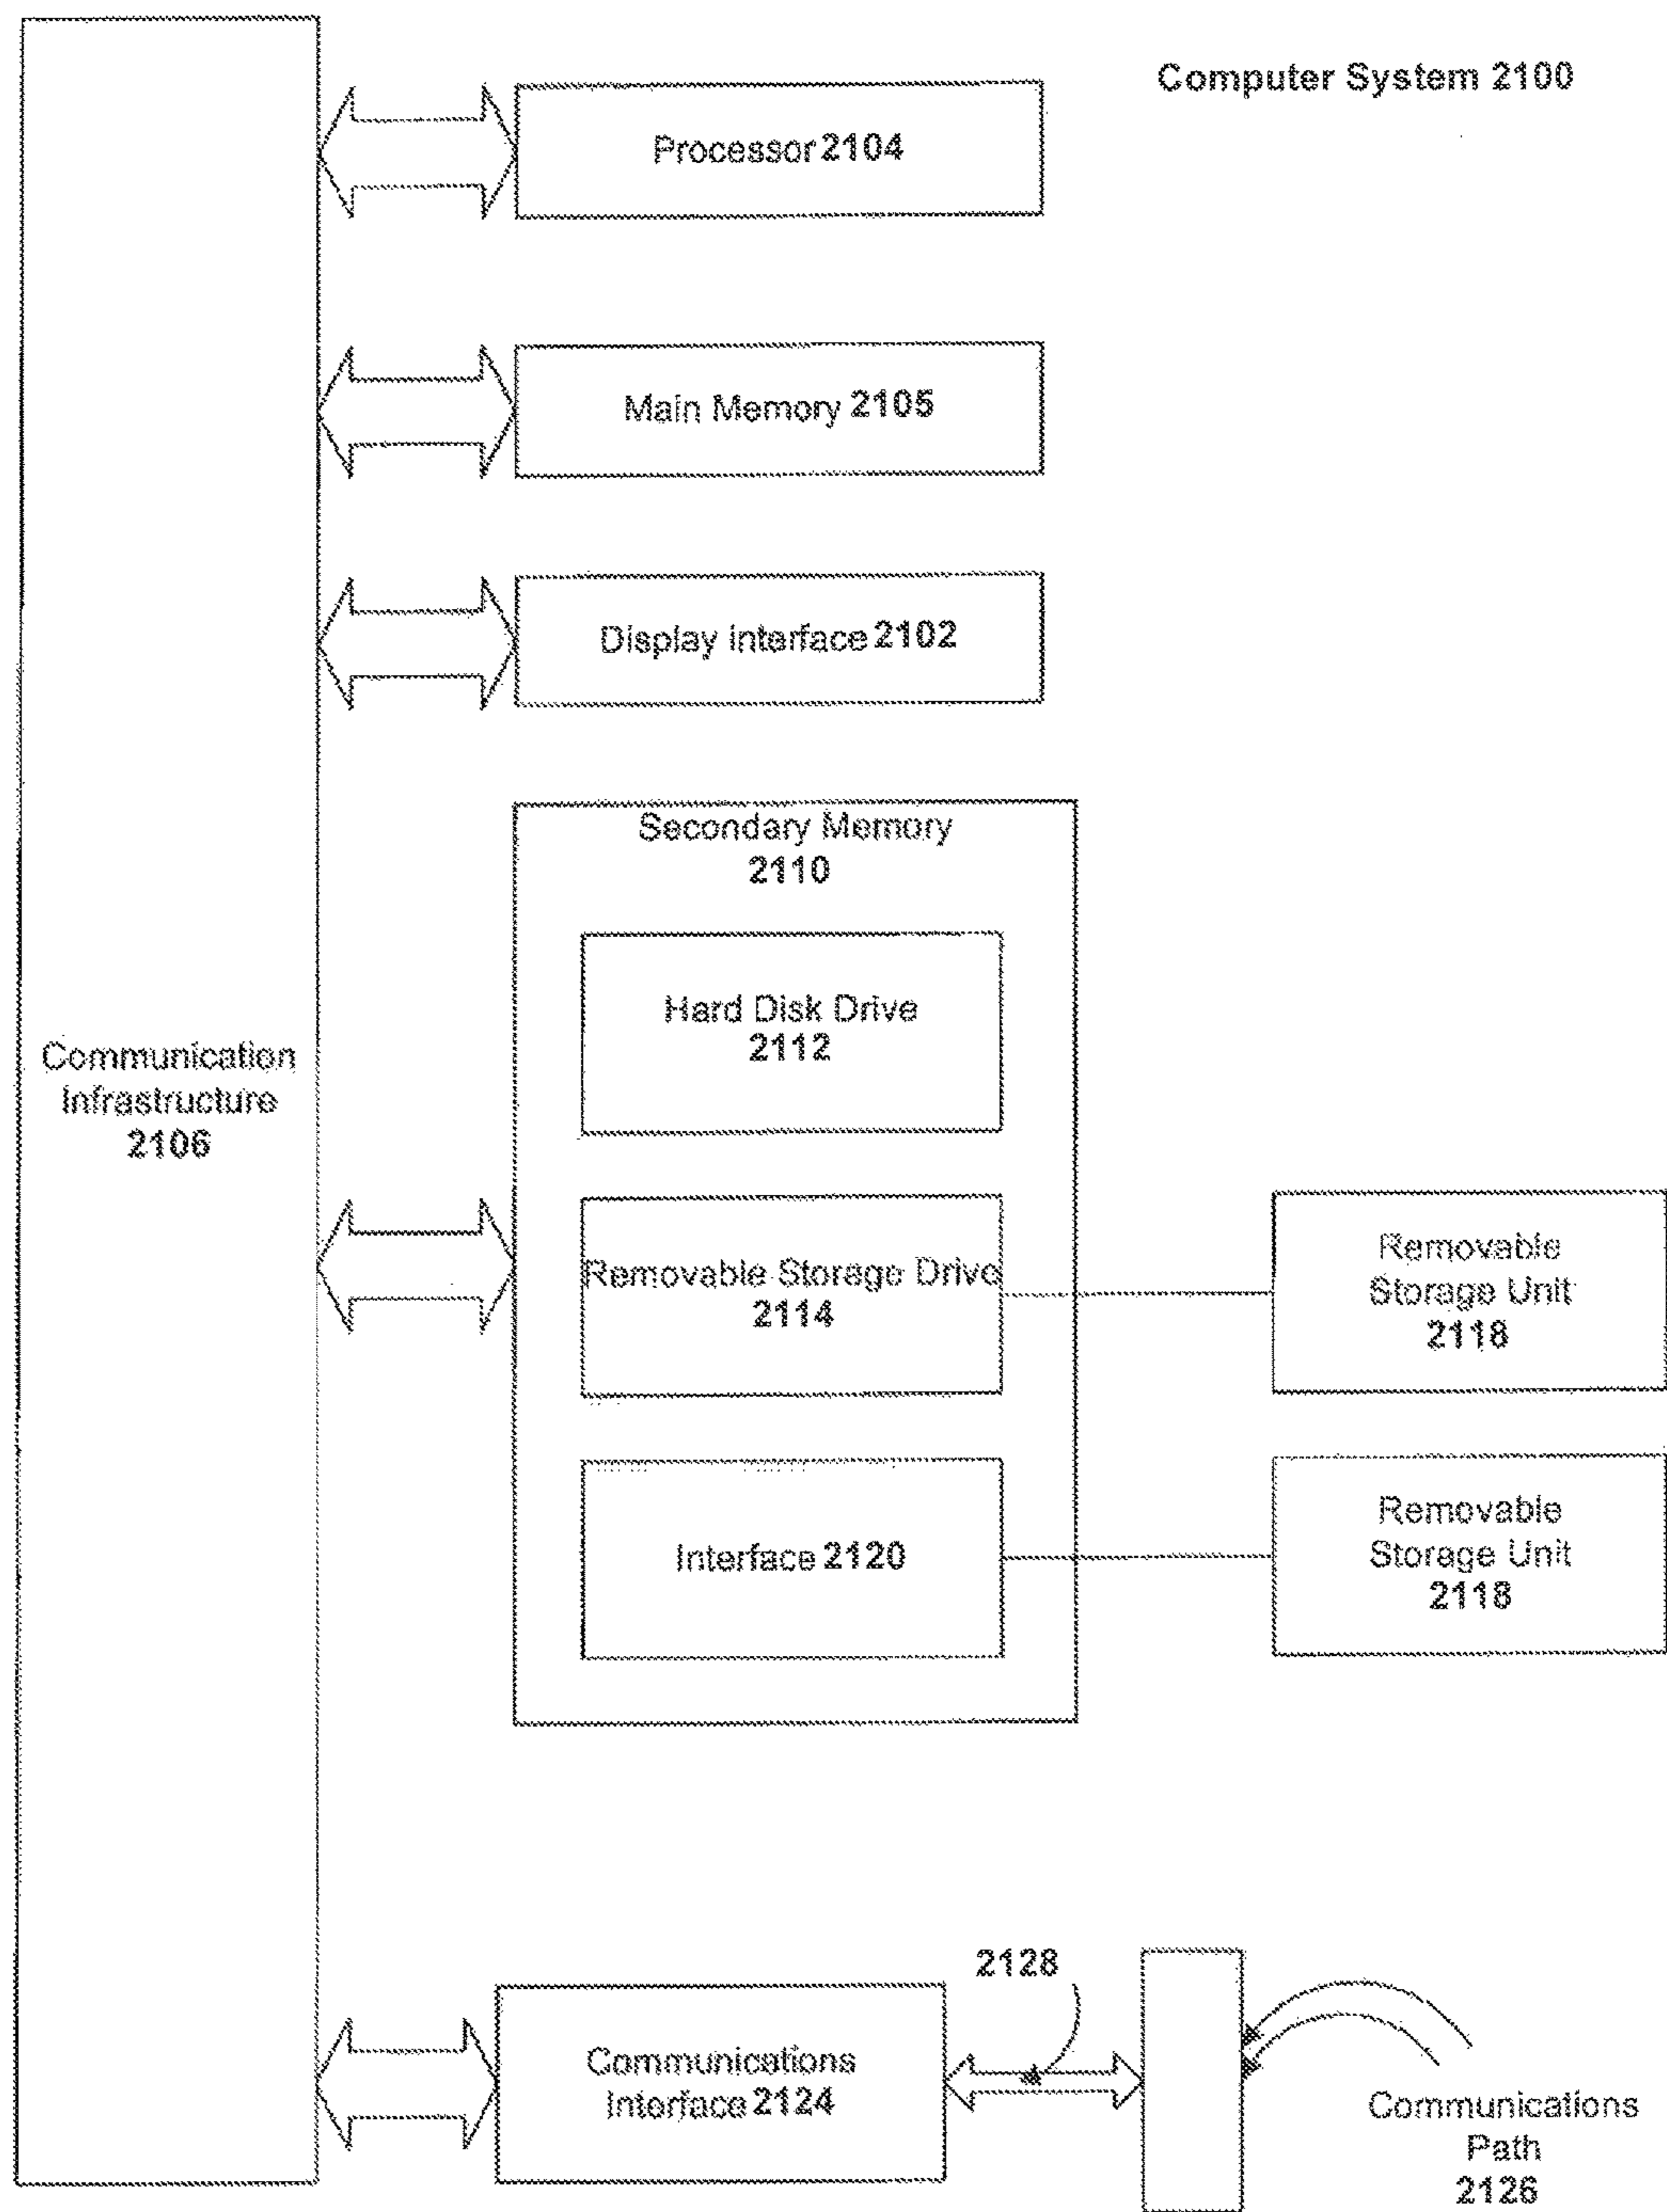 Computer System 2100
Processor 2104
Main Memory 2105
Display Interface 2102
Secondary Memory
2110
Hard Disk Drive
2112
Communication
Infrastructure
2106
Removable Storage Drive
2114
Removable
Storage Unit
2118
Interface 2120
Removable
Storage Unit
2118
2128
Communications
Interface 2124
Communications
Path
2126